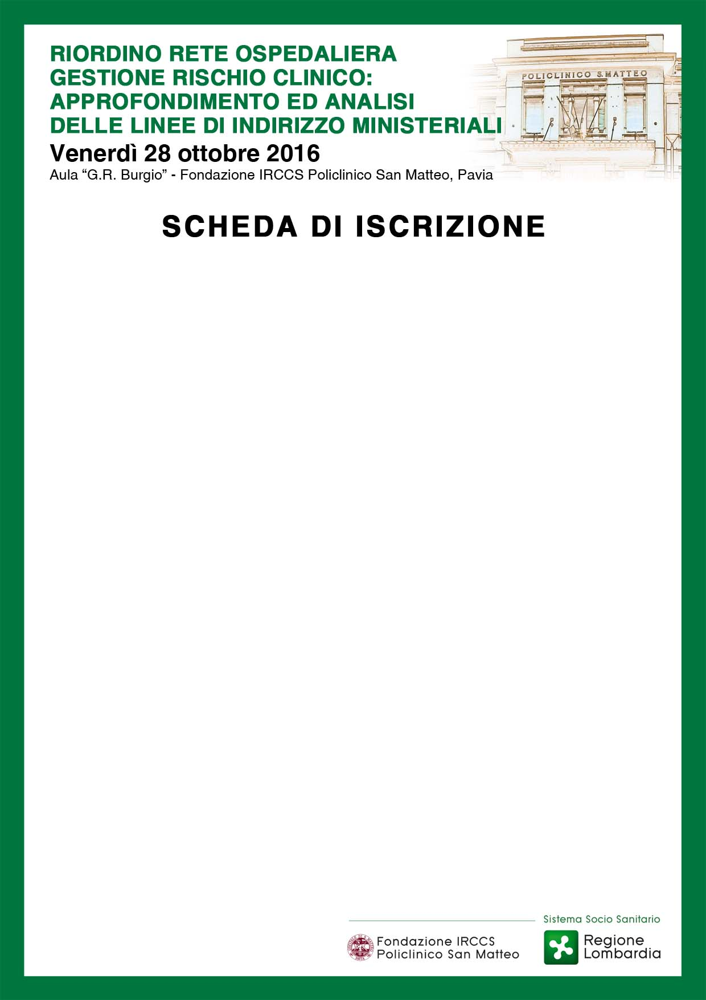 RIORDINO RETE OSPEDALIERA
GESTIONE RISCHIO CLINICO:
APPROFONDIMENTO ED ANALISI
DELLE LINEE DI INDIRIZZO MINISTERIALI
Venerdì 28 ottobre 2016
Aula “G.R. Burgio” - Fondazione IRCCS Policlinico San Matteo, Pavia
POLICLINICO S.MATTEO
SCHEDA DI ISCRIZIONE
Sistema Socio Sanitario
Fondazione IRCCS
Policlinico San Matteo
Regione
Lombardia